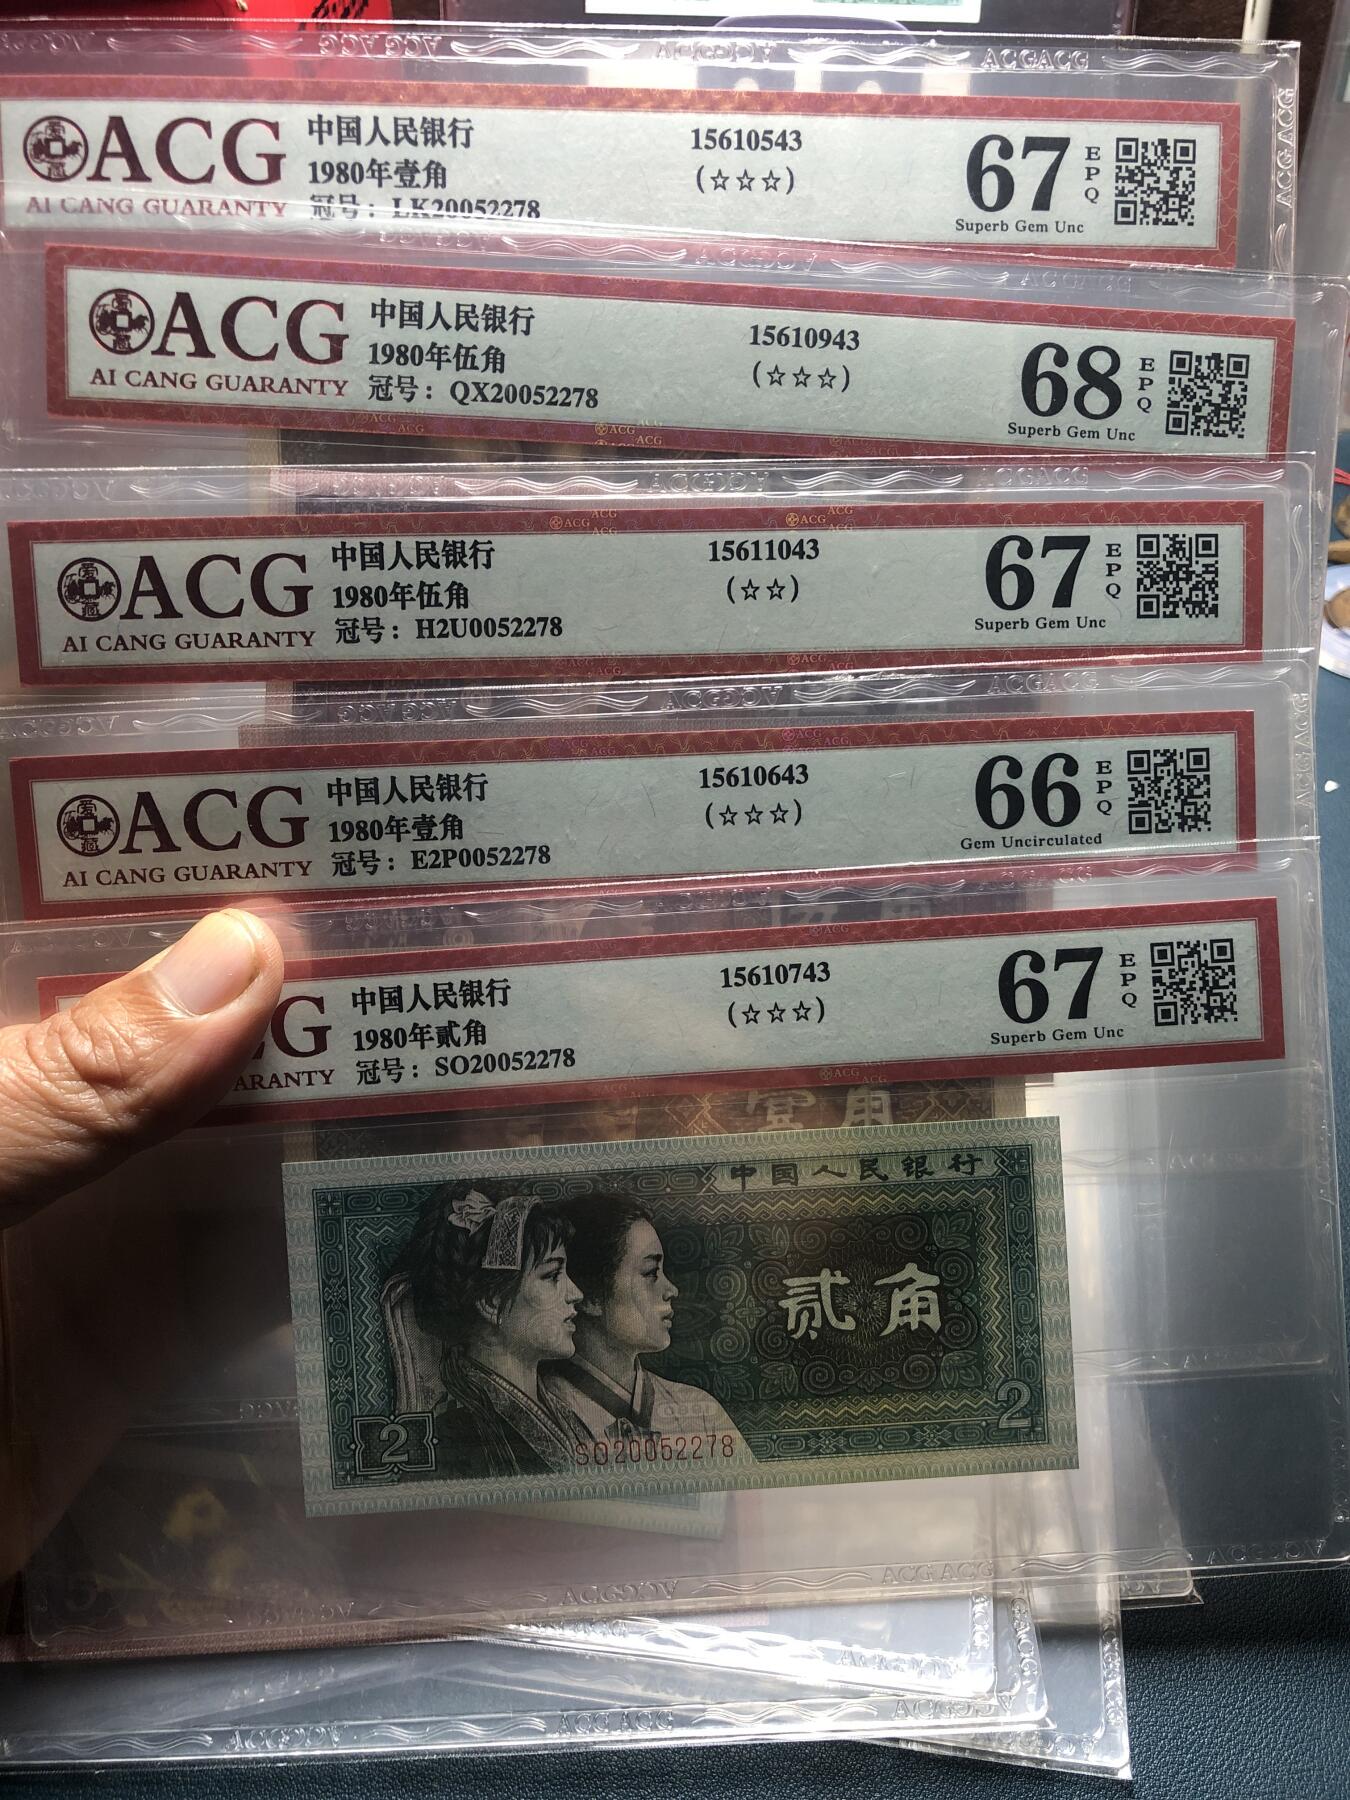 ACG
AI CANG GUARANTY
中国人民银行
1980年壹角
冠号：LK20052278
15610543
(☆☆☆)
67
EPQ
Superb Gem Unc
ACG
AI CANG GUARANTY
中国人民银行
1980年伍角
冠号：QX20052278
15610943
(☆☆☆)
68
EPQ
Superb Gem Unc
ACG
AI CANG GUARANTY
中国人民银行
1980年伍角
冠号：H2U0052278
15611043
(☆☆)
67
EPQ
Superb Gem Unc
ACG
AI CANG GUARANTY
中国人民银行
1980年壹角
冠号：E2P0052278
15610643
(☆☆☆)
66
EPQ
Gem Uncirculated
中国人民银行
1980年贰角
冠号：SO20052278
15610743
(☆☆☆)
67
EPQ
Superb Gem Unc
壹角
中国人民银行
贰角
2
2
SO20052278